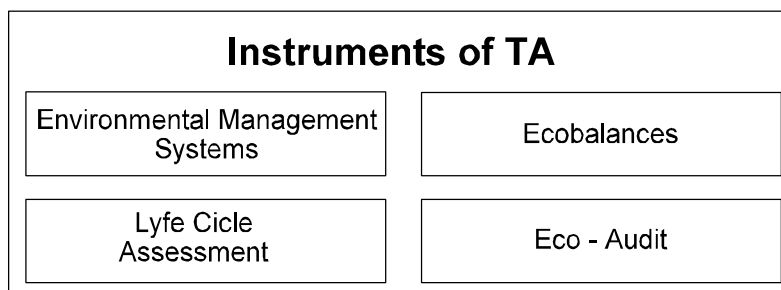 Instruments of TA
Environmental Management
Systems
Ecobalances
Lyfe Cicle
Assessment
Eco - Audit